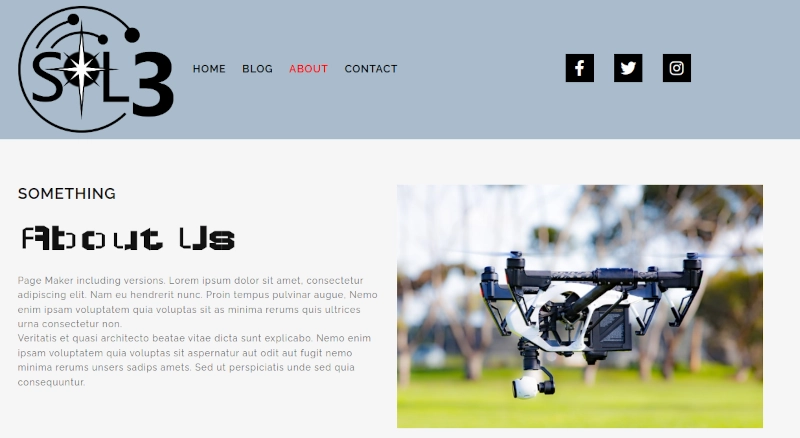 SOL3
HOME BLOG ABOUT CONTACT
SOMETHING
About Us
Page Maker including versions. Lorem ipsum dolor sit amet, consectetur
adipiscing elit. Nam eu hendrerit nunc. Proin tempus pulvinar augue, Nemo
enim ipsam voluptatem quia voluptas sit as minima rerums quis ultrices
urna consectetur non.
Veritatis et quasi architecto beatae vitae dicta sunt explicabo. Nemo enim
ipsam voluptatem quia voluptas sit aspernatur aut odit aut fugit nemo
minima rerums unsers sadips amets. Sed ut perspiciatis unde sed quia
consequuntur.